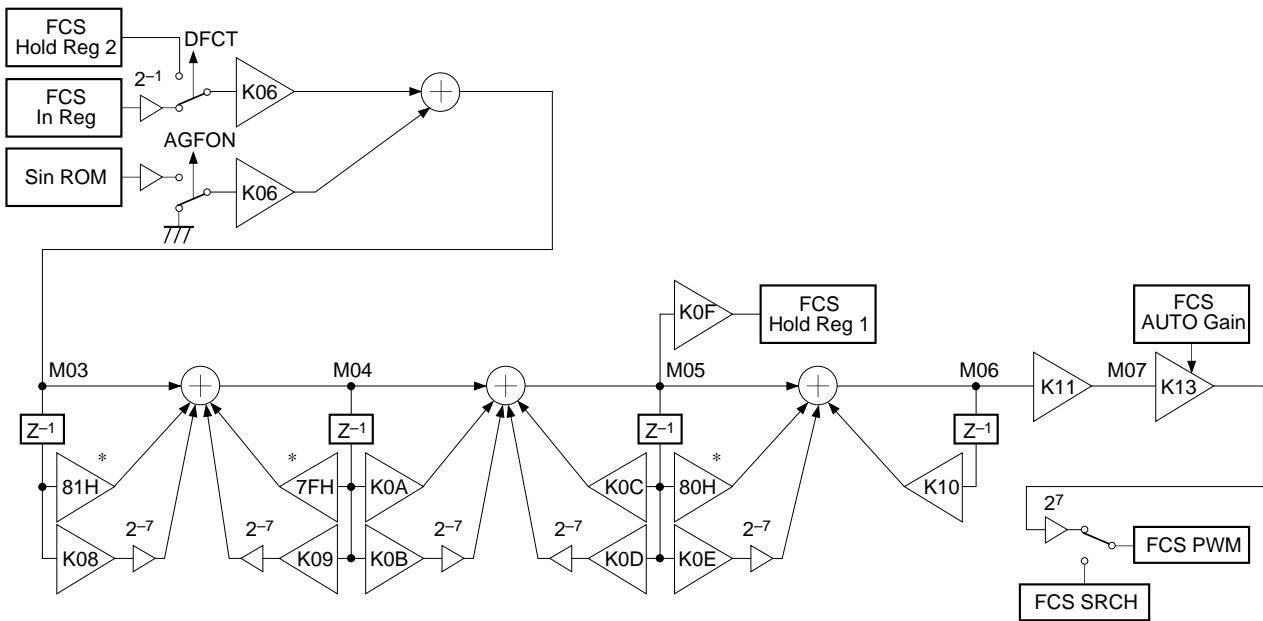 FCS
Hold Reg 2
DFCT
2–1
FCS
In Reg
K06
AGFON
Sin ROM
K06
K0F
FCS
Hold Reg 1
FCS
AUTO Gain
M03
M04
M05
M06
K11
M07
K13
Z–1
Z–1
Z–1
Z–1
81H
*
*
7FH
K0A
K0C
80H
*
K10
K08
2–7
2–7
K09
K0B
2–7
2–7
K0D
K0E
2–7
27
FCS PWM
FCS SRCH